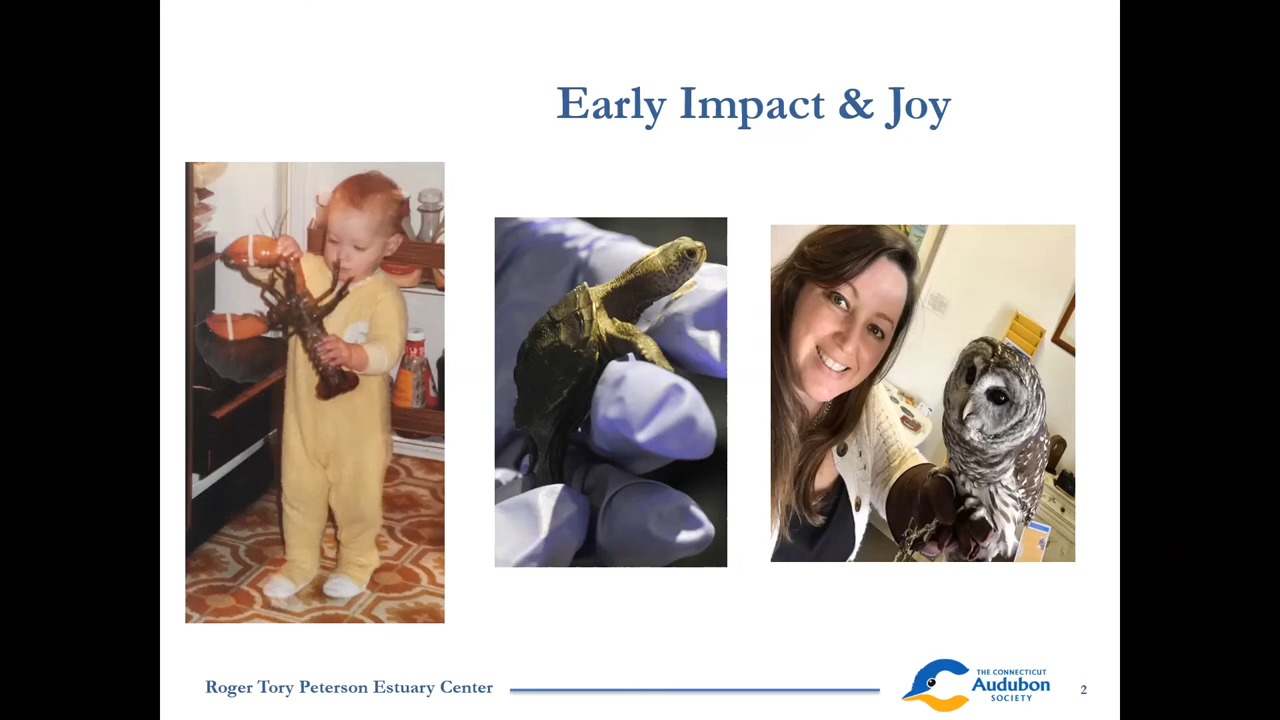 Early Impact & Joy
Roger Tory Peterson Estuary Center
THE CONNECTICUT
Audubon
SOCIETY
2